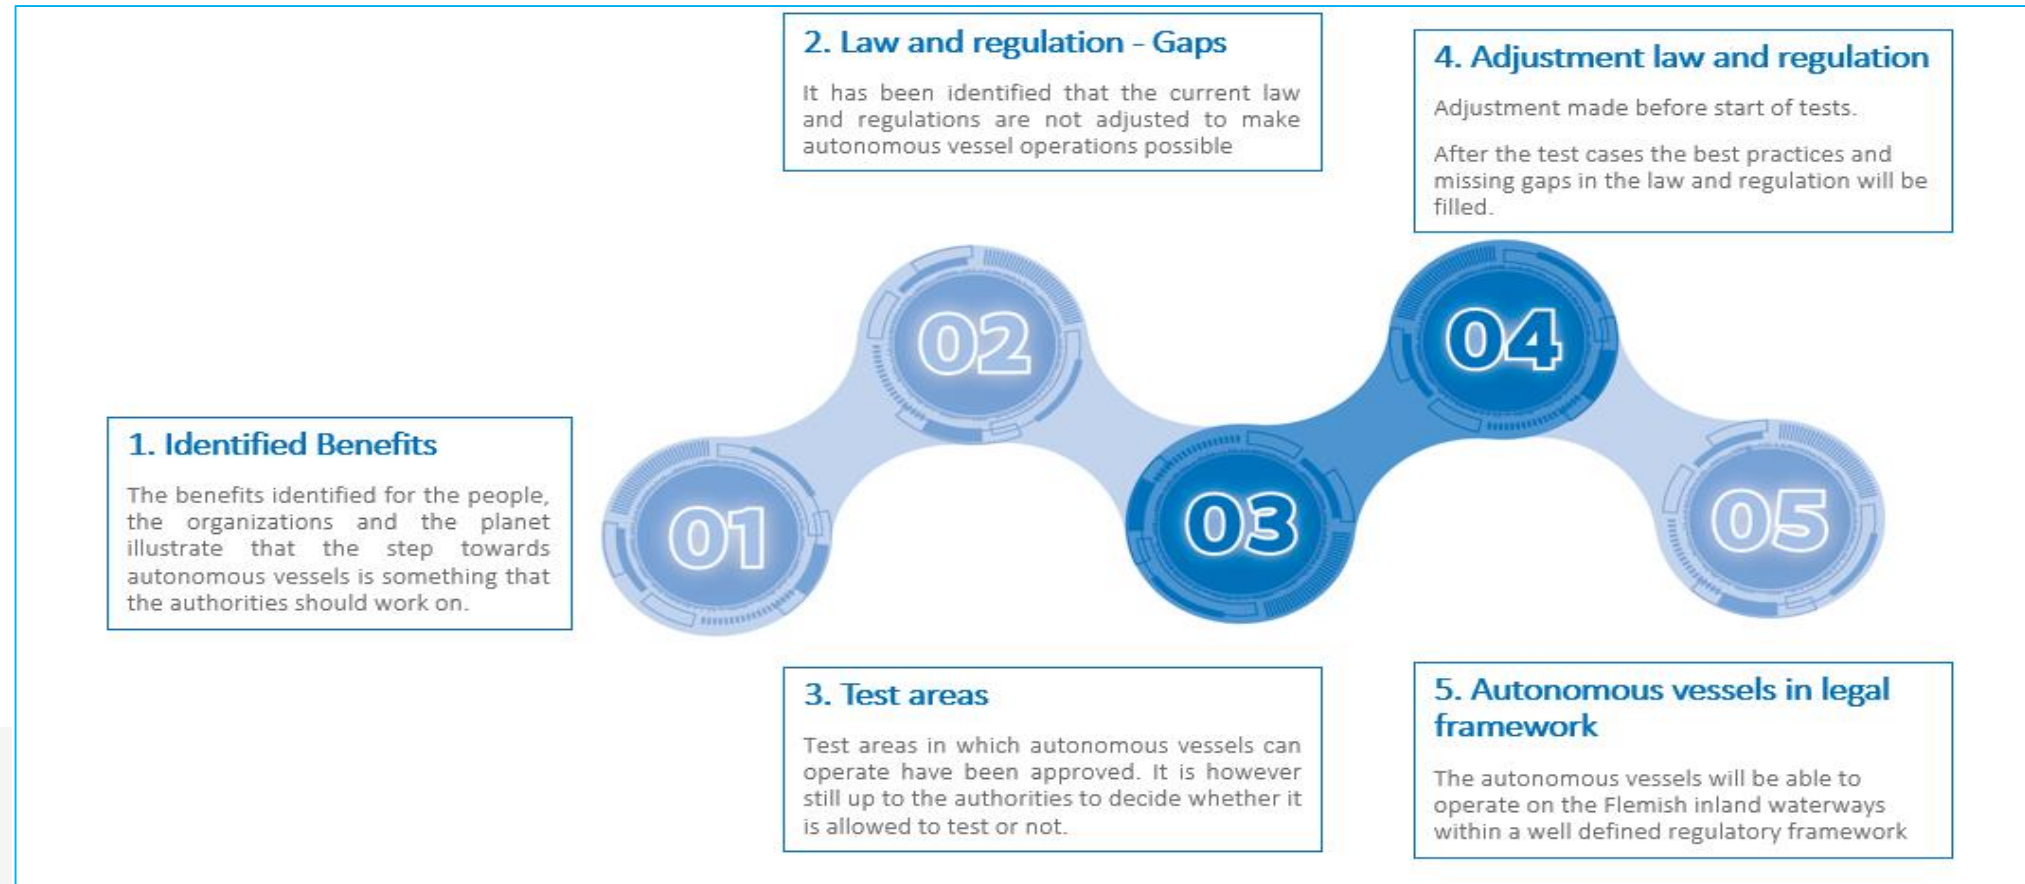 2. Law and regulation - Gaps
It has been identified that the current law
and regulations are not adjusted to make
autonomous vessel operations possible
4. Adjustment law and regulation
Adjustment made before start of tests.
After the test cases the best practices and
missing gaps in the law and regulation will be
filled.
02
04
1. Identified Benefits
The benefits identified for the people,
the organizations and the planet
illustrate that the step towards
autonomous vessels is something that
the authorities should work on.
01
03
05
3. Test areas
Test areas in which autonomous vessels can
operate have been approved. It is however
still up to the authorities to decide whether it
is allowed to test or not.
5. Autonomous vessels in legal
framework
The autonomous vessels will be able to
operate on the Flemish inland waterways
within a well defined regulatory framework